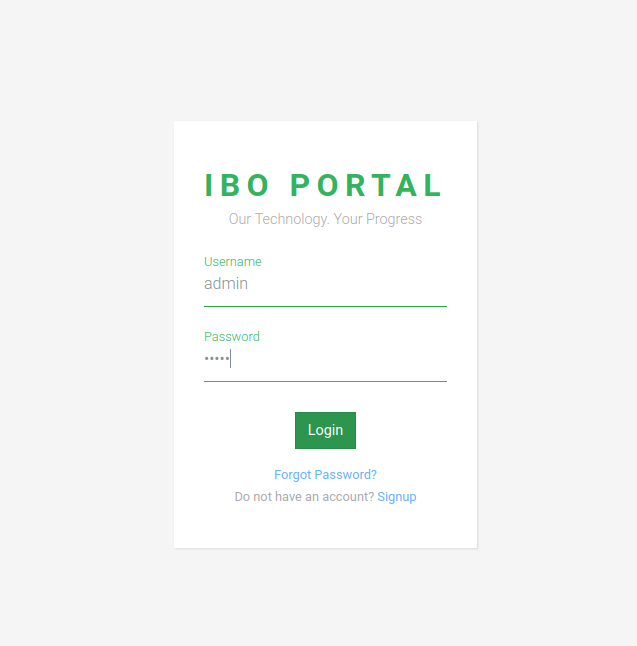 IBO PORTAL
Our Technology. Your Progress
Username
admin
Password
•••••
Login
Forgot Password?
Do not have an account? Signup